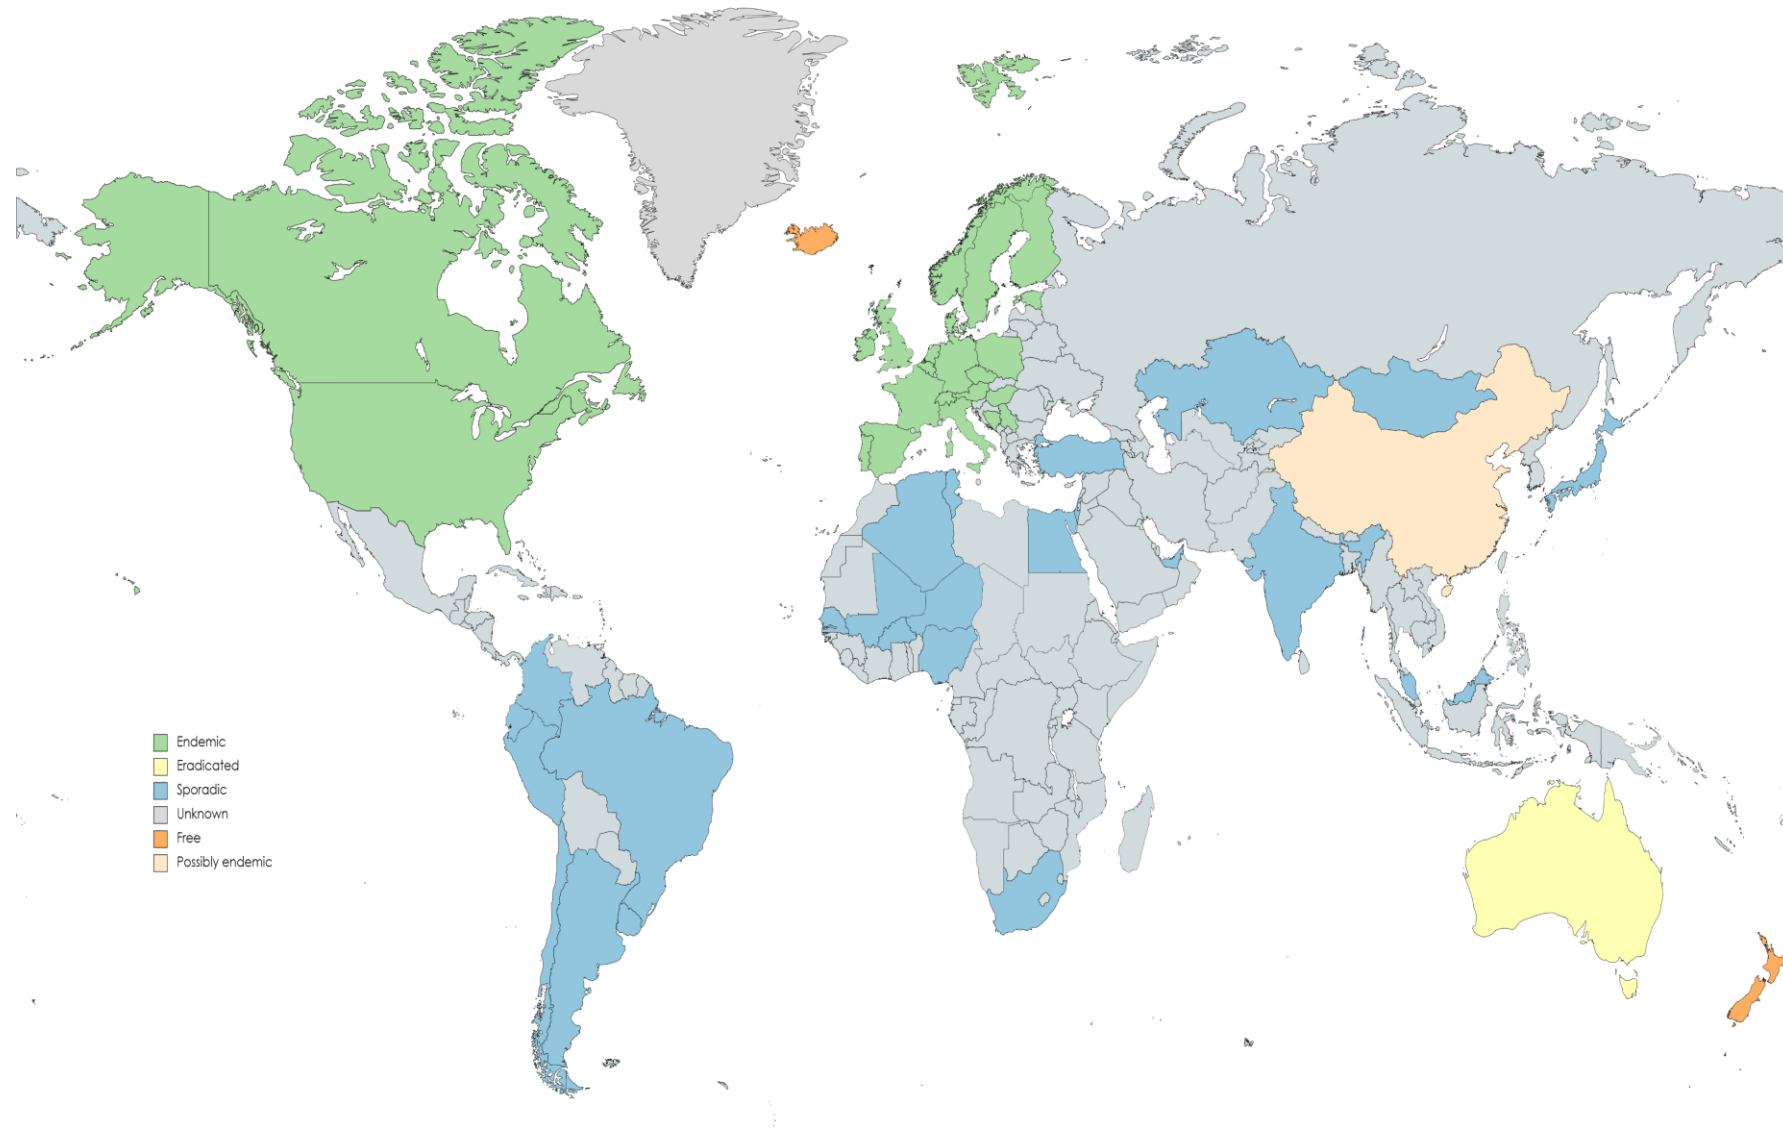 Endemic
Eradicated
Sporadic
Unknown
Free
Possibly endemic